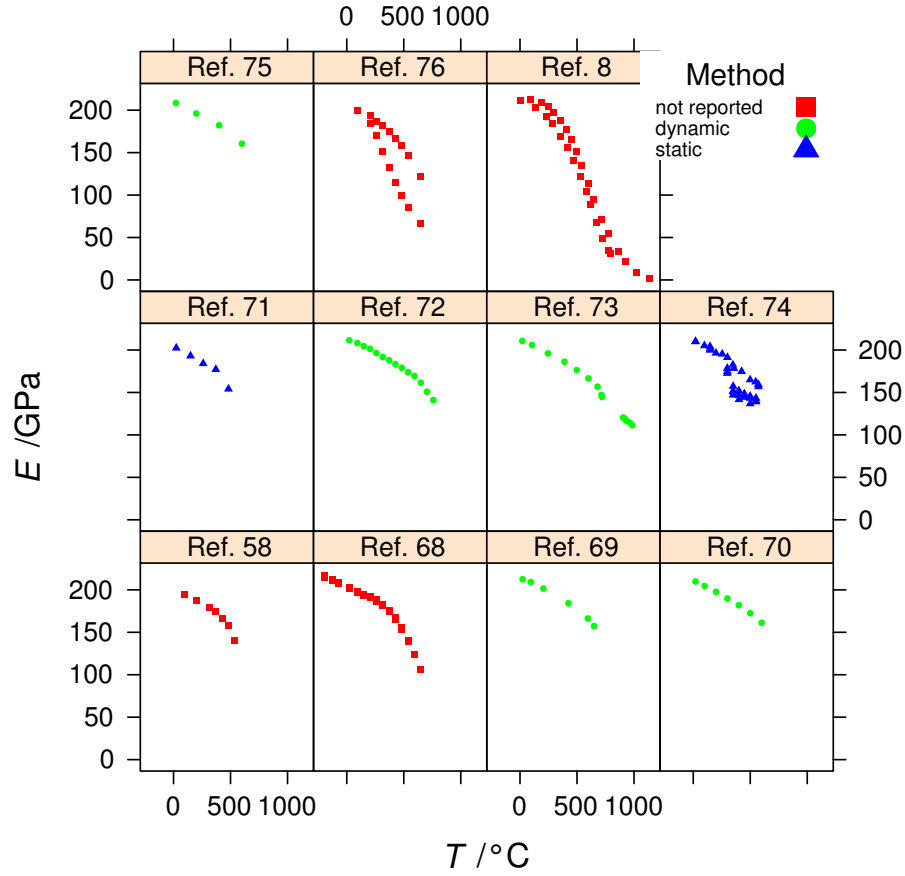 0 500 1000
Ref. 75 Ref. 76 Ref. 8
Method
not reported
dynamic
static
200
150
100
50
0
Ref. 71 Ref. 72 Ref. 73 Ref. 74
200
150
100
50
0
E /GPa
Ref. 58 Ref. 68 Ref. 69 Ref. 70
200
150
100
50
0
0 500 1000 0 500 1000
T /°C